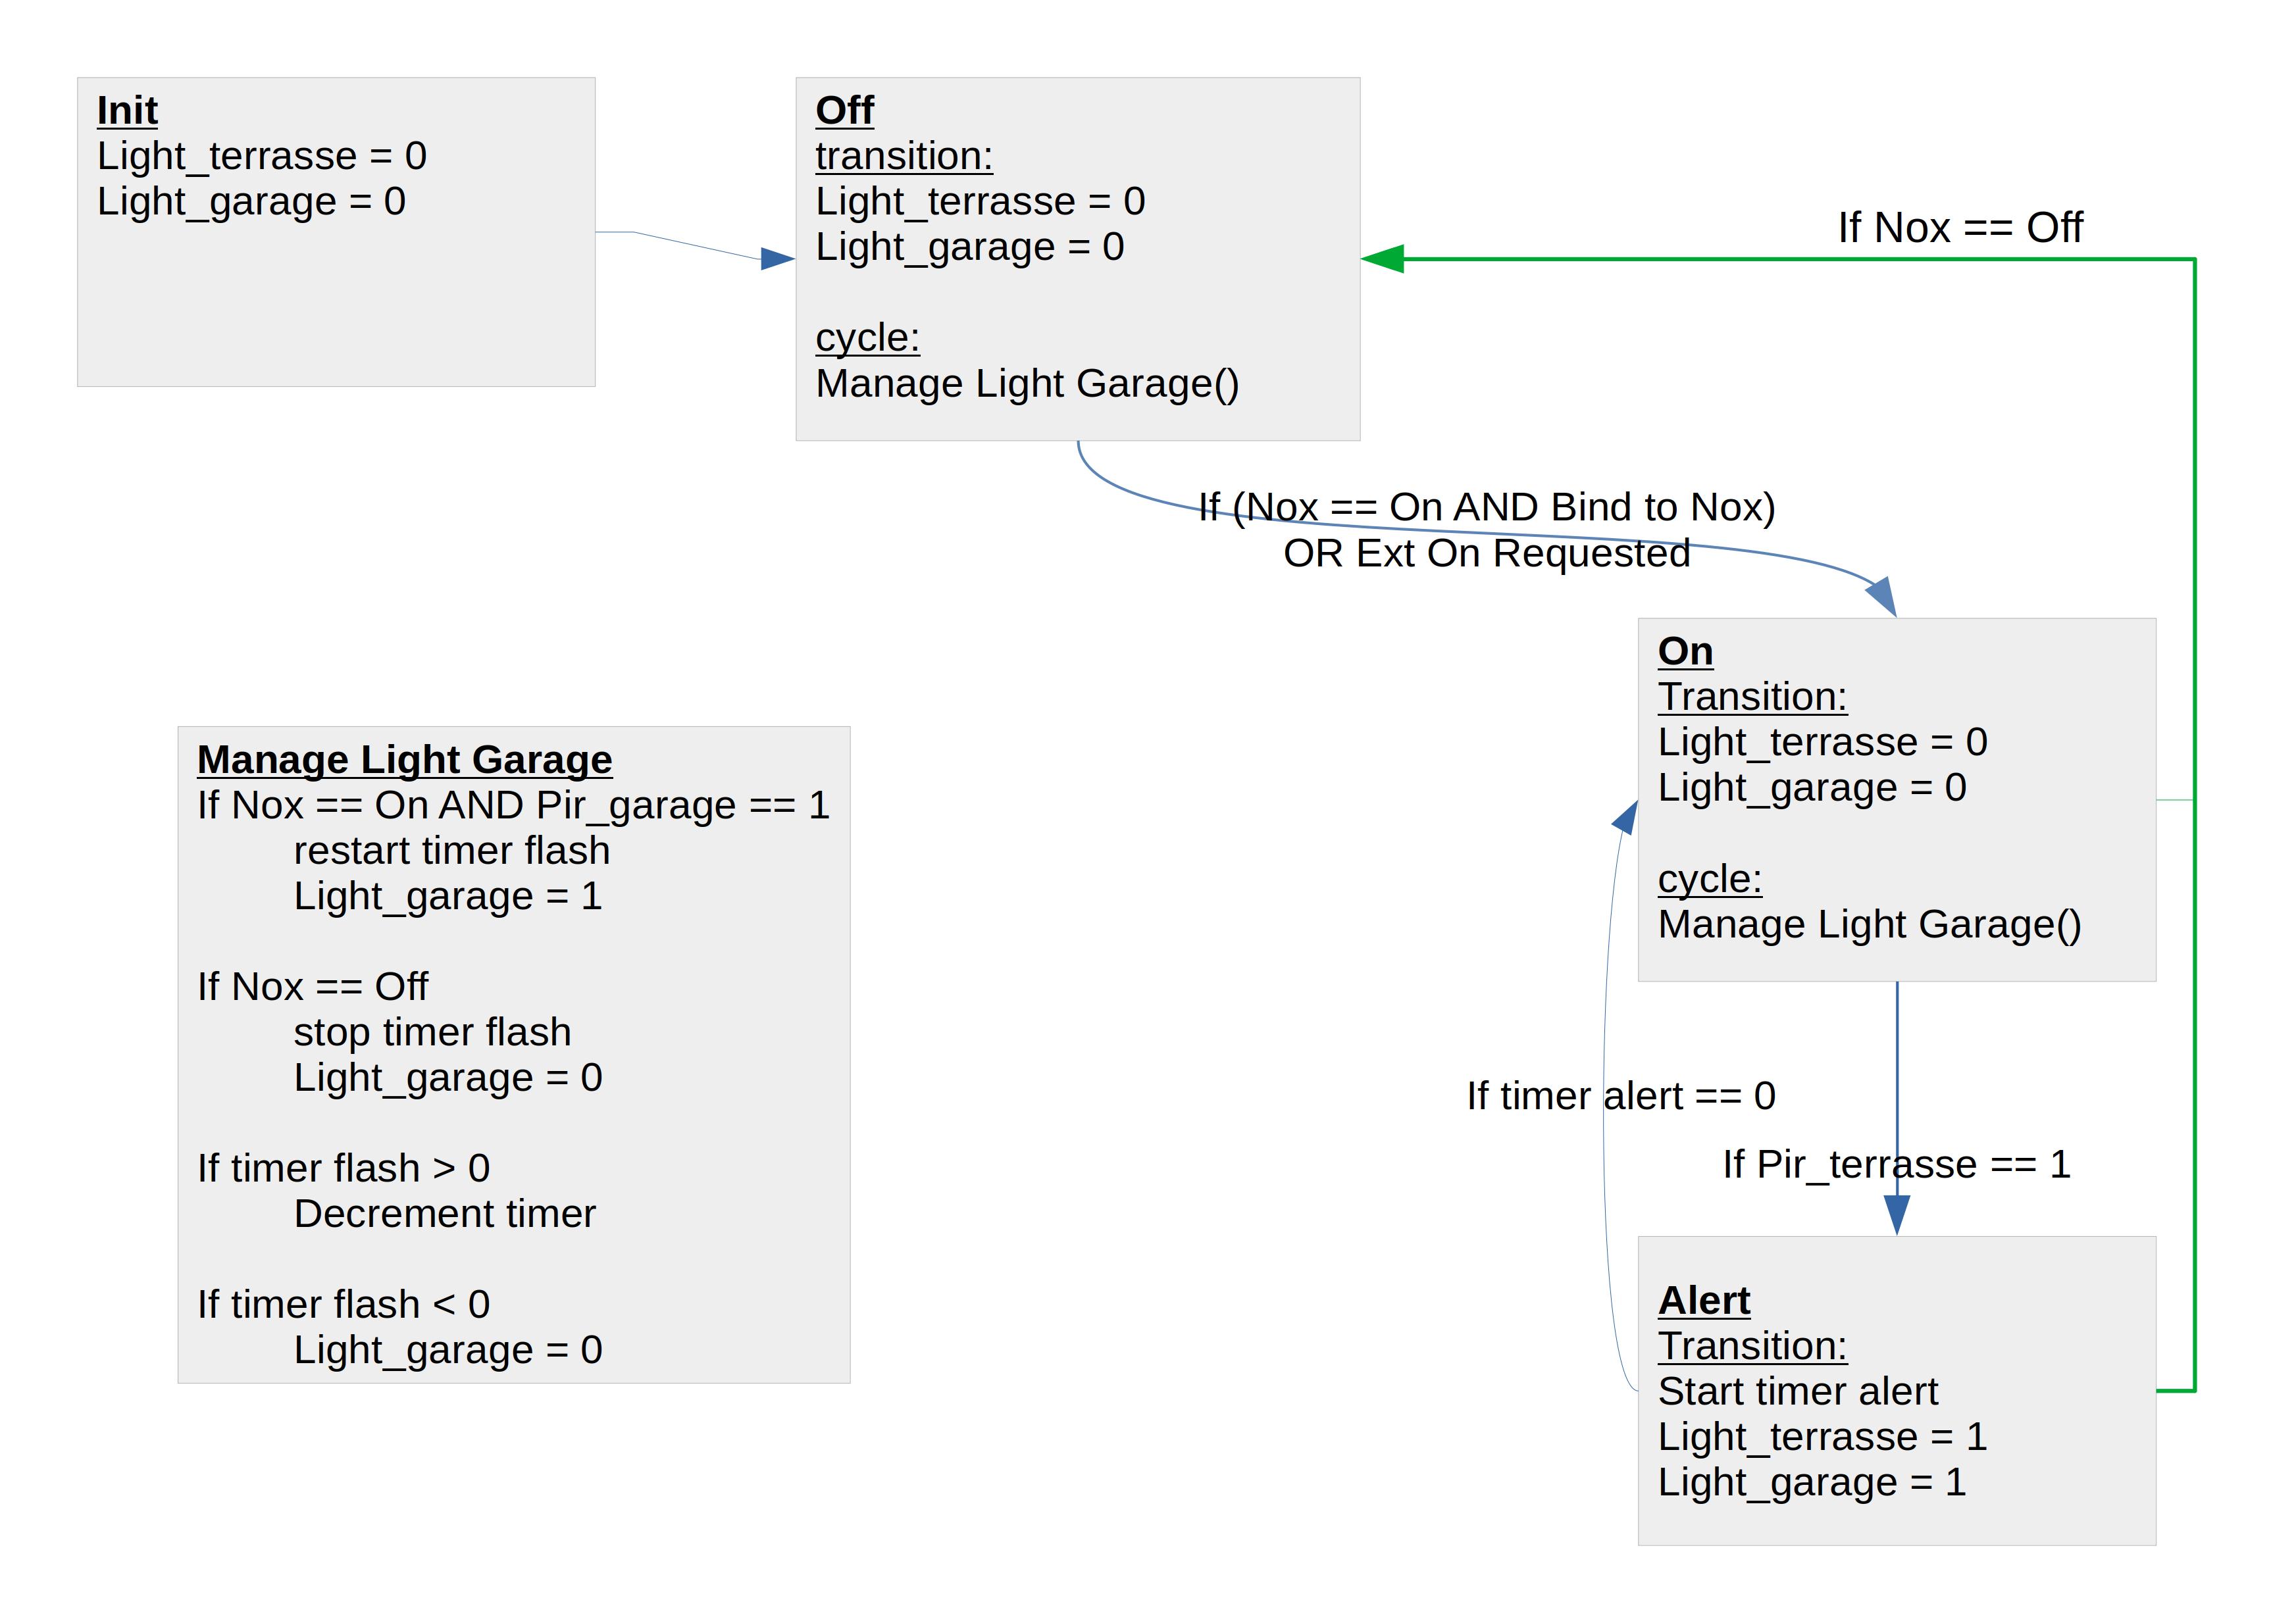 Init
Light_terrasse = 0
Light_garage = 0
Off
transition:
Light_terrasse = 0
Light_garage = 0
cycle:
Manage Light Garage()
If Nox == Off
If (Nox == On AND Bind to Nox)
OR Ext On Requested
On
Transition:
Light_terrasse = 0
Light_garage = 0
cycle:
Manage Light Garage()
Manage Light Garage
If Nox == On AND Pir_garage == 1
restart timer flash
Light_garage = 1
If Nox == Off
stop timer flash
Light_garage = 0
If timer flash > 0
Decrement timer
If timer flash < 0
Light_garage = 0
If timer alert == 0
If Pir_terrasse == 1
Alert
Transition:
Start timer alert
Light_terrasse = 1
Light_garage = 1